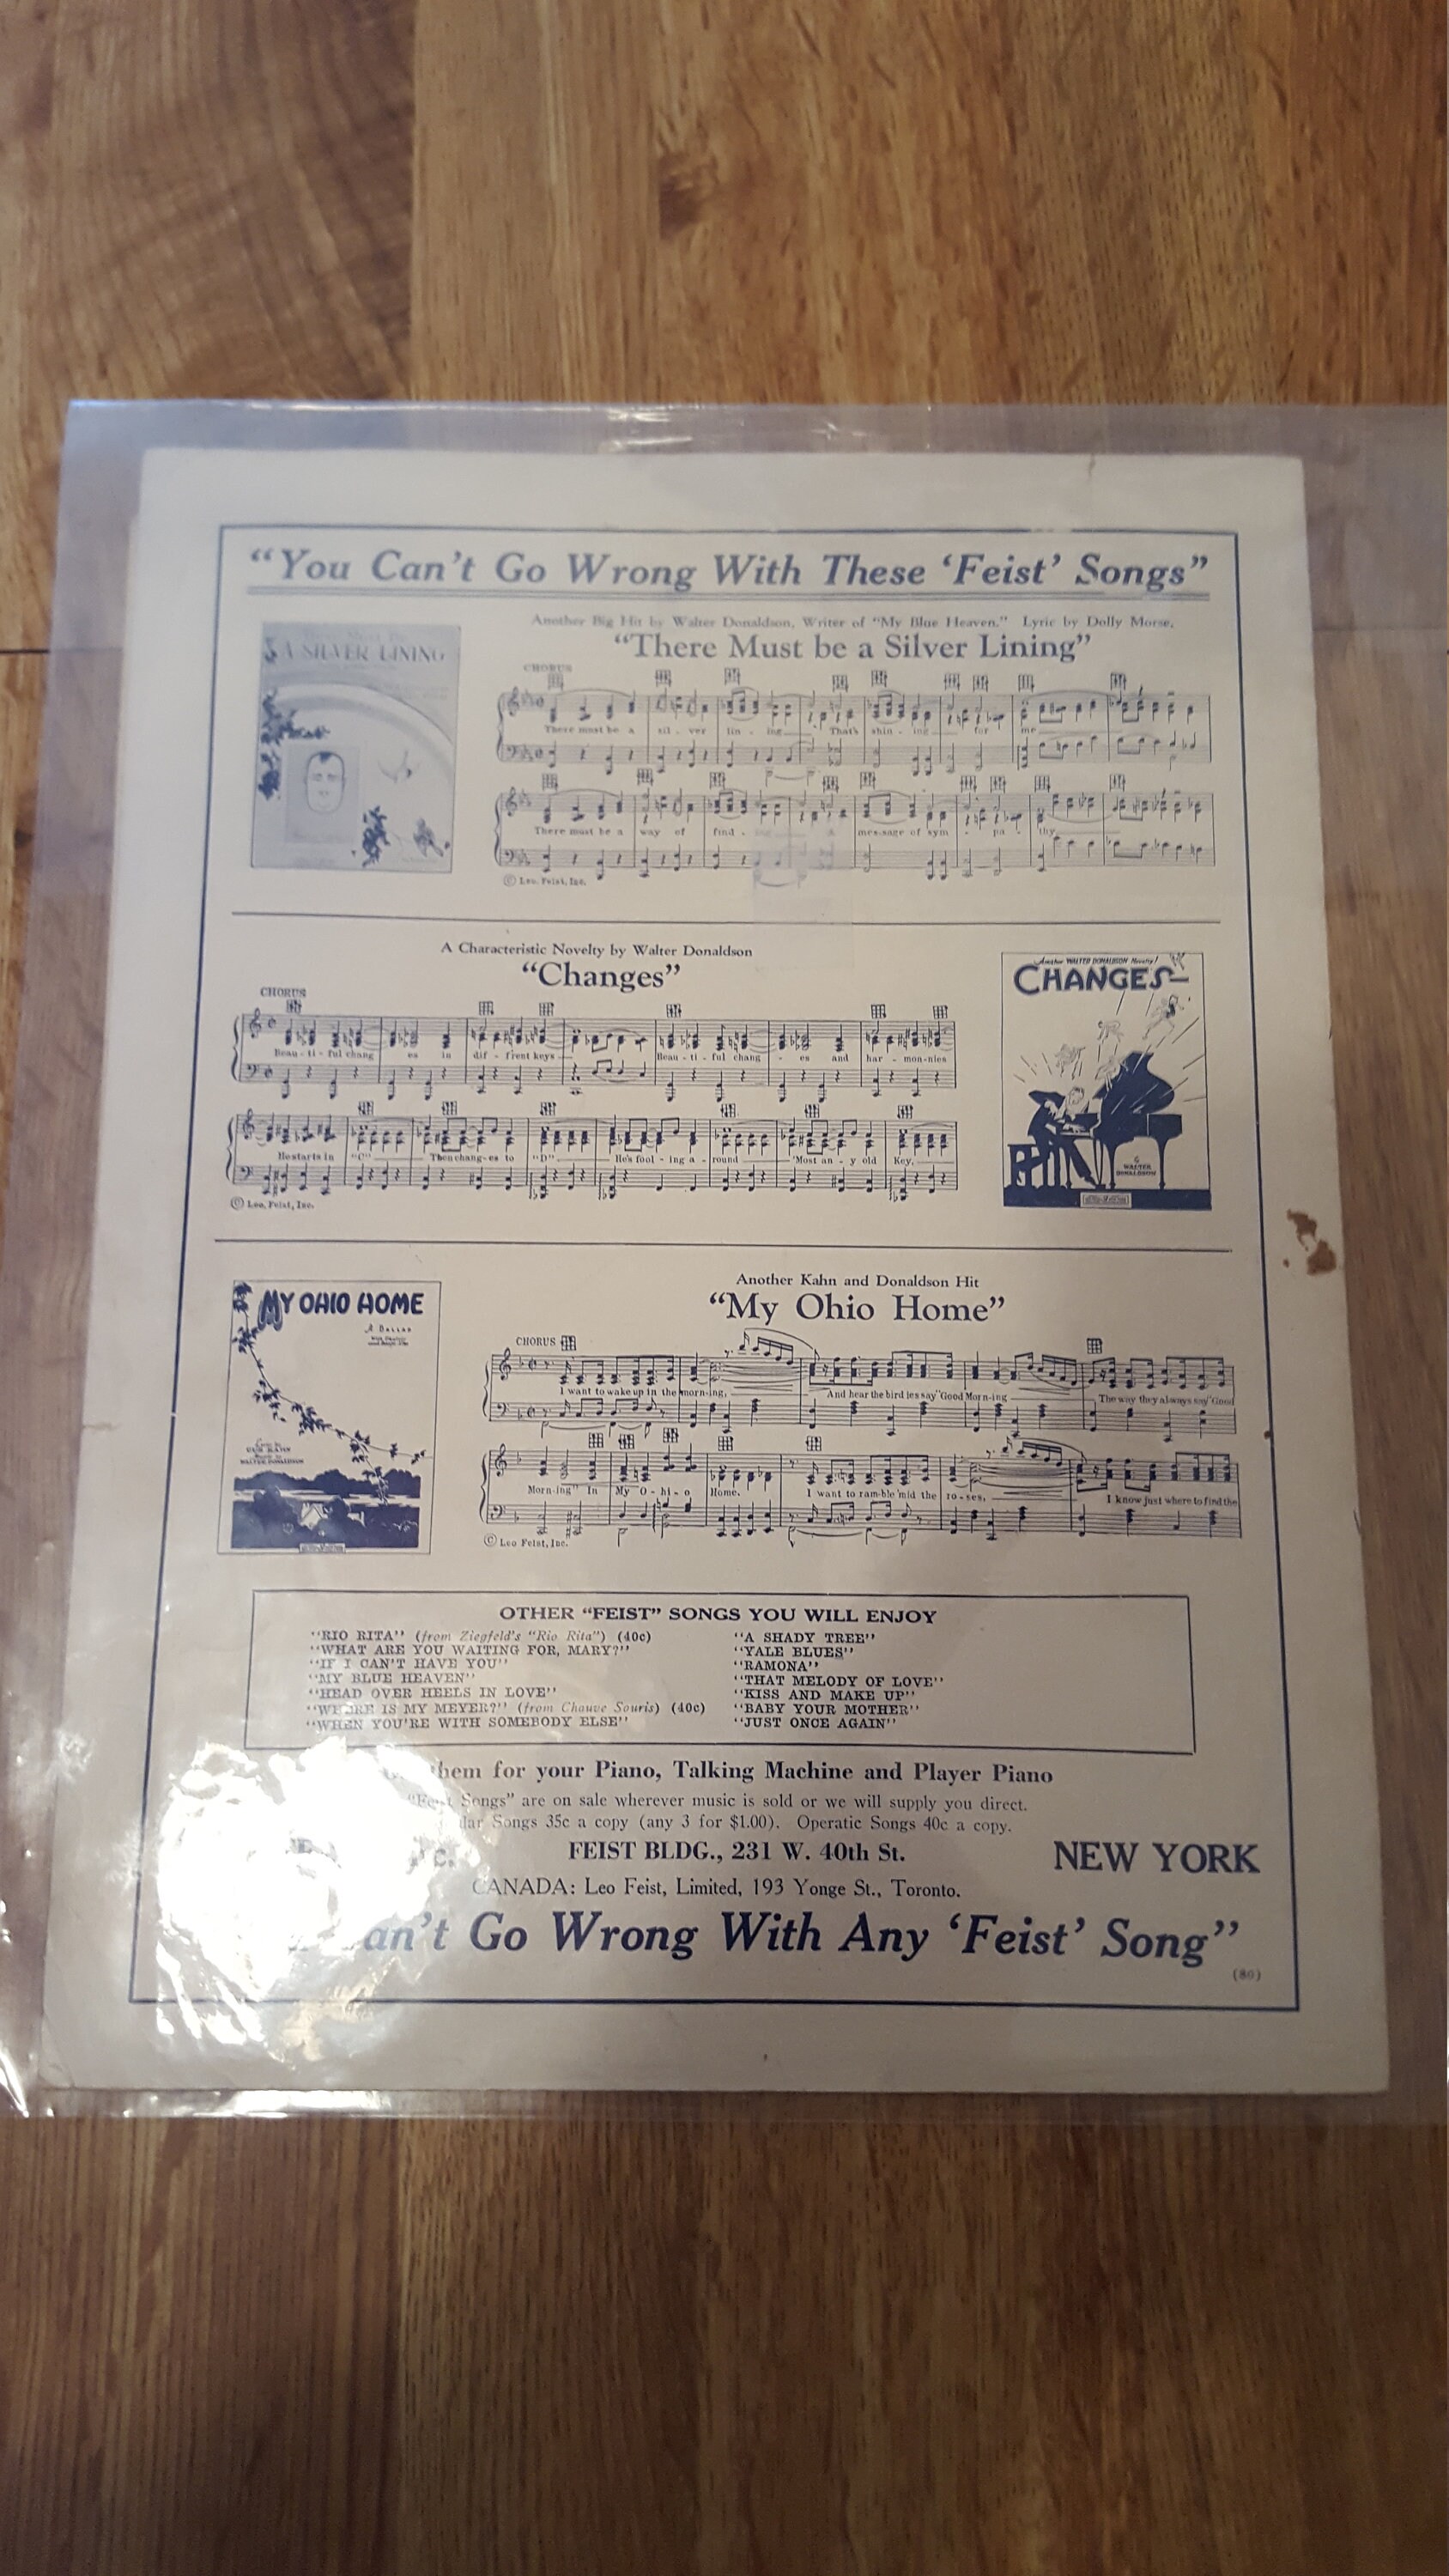 "You Can't Go Wrong With These 'Feist' Songs"
Another Big Hit by Walter Donaldson, Writer of "My Blue Heaven." Lyric by Dolly Morse.
"There Must be a Silver Lining"
A SILVER LINING
CHORUS
There must be a sil - ver lin - ing That's shin - ing for me
There must be a way of find - mes-sage of sym - pa - thy
© Leo. Feist, Inc.
A Characteristic Novelty by Walter Donaldson
"Changes"
CHORUS
Beau - ti - ful chang - es in dif - f'rent keys Beau - ti - ful chang - es and har - mon-nies
He starts in "C" Then chang-es to "D" He's fool - ing a - round 'Most an - y old Key,
© Leo. Feist, Inc.
Another WALTER DONALDSON Novelty!
CHANGES
WALTER DONALDSON
Another Kahn and Donaldson Hit
"My Ohio Home"
MY OHIO HOME
A Ballad
GUS KAHN
WALTER DONALDSON
CHORUS
I want to wake up in the morn-ing, And hear the bird ies say "Good Morn-ing The way they always say "Good
Morn-ing" In My O - hi - o Home. I want to ram-ble 'mid the ro - ses, I know just where to find the
© Leo Feist, Inc.
OTHER "FEIST" SONGS YOU WILL ENJOY
"RIO RITA" (from Ziegfeld's "Rio Rita") (40c)
"WHAT ARE YOU WAITING FOR, MARY?"
"IF I CAN'T HAVE YOU"
"MY BLUE HEAVEN"
"HEAD OVER HEELS IN LOVE"
"WHERE IS MY MEYER?" (from Chauve Souris) (40c)
"WHEN YOU'RE WITH SOMEBODY ELSE"
"A SHADY TREE"
"YALE BLUES"
"RAMONA"
"THAT MELODY OF LOVE"
"KISS AND MAKE UP"
"BABY YOUR MOTHER"
"JUST ONCE AGAIN"
them for your Piano, Talking Machine and Player Piano
"Feist Songs" are on sale wherever music is sold or we will supply you direct.
Songs 35c a copy (any 3 for $1.00). Operatic Songs 40c a copy.
FEIST BLDG., 231 W. 40th St. NEW YORK
CANADA: Leo Feist, Limited, 193 Yonge St., Toronto.
Can't Go Wrong With Any 'Feist' Song"
(80)